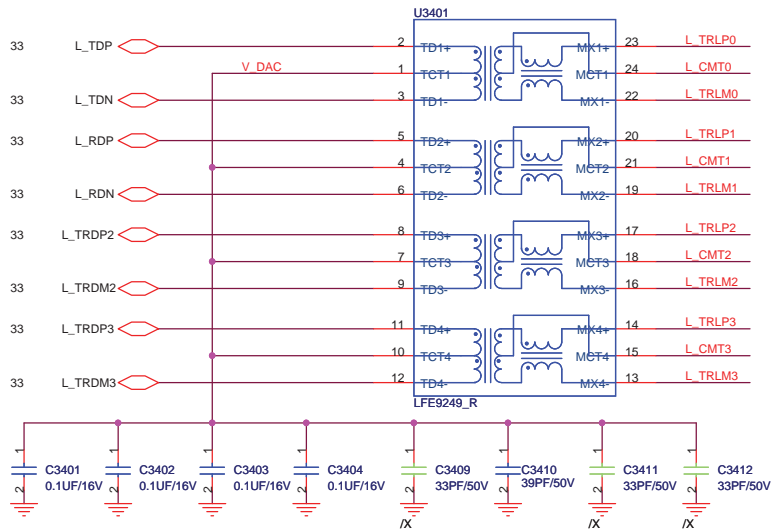 U3401
33 L_TDP 2 TD1+ MX1+ 23 L_TRLP0
V_DAC 1 TCT1 MCT1 24 L_CMT0
33 L_TDN 3 TD1- MX1- 22 L_TRLM0
33 L_RDP 5 TD2+ MX2+ 20 L_TRLP1
4 TCT2 MCT2 21 L_CMT1
33 L_RDN 6 TD2- MX2- 19 L_TRLM1
33 L_TRDP2 8 TD3+ MX3+ 17 L_TRLP2
7 TCT3 MCT3 18 L_CMT2
33 L_TRDM2 9 TD3- MX3- 16 L_TRLM2
33 L_TRDP3 11 TD4+ MX4+ 14 L_TRLP3
10 TCT4 MCT4 15 L_CMT3
33 L_TRDM3 12 TD4- MX4- 13 L_TRLM3
LFE9249_R
1 1 1 1 1 1 1 1
C3401 C3402 C3403 C3404 C3409 C3410 C3411 C3412
0.1UF/16V 0.1UF/16V 0.1UF/16V 0.1UF/16V 33PF/50V 39PF/50V 33PF/50V 33PF/50V
2 2 2 2 2 2 2 2
/X /X /X